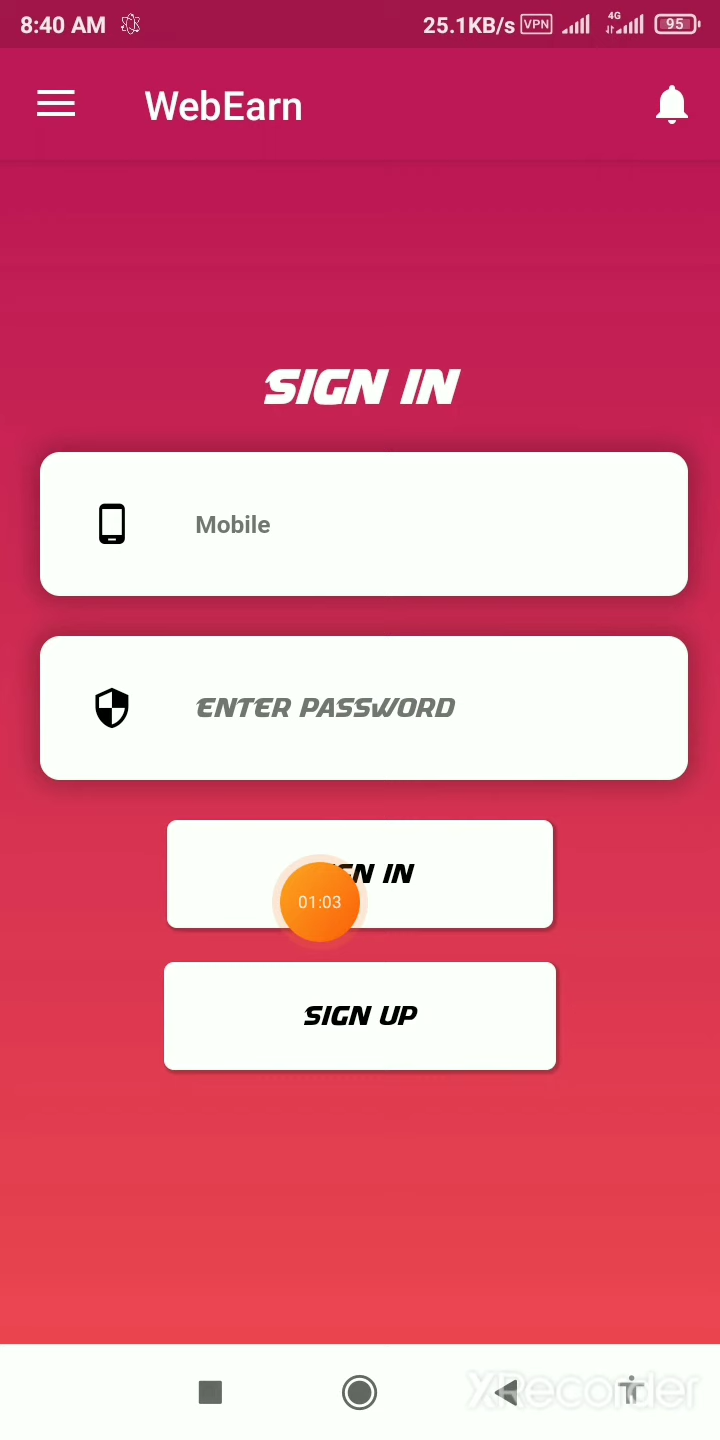 8:40 AM 25.1KB/s VPN 4G 95
WebEarn
SIGN IN
Mobile
ENTER PASSWORD
IN
01:03
SIGN UP
XRecorder